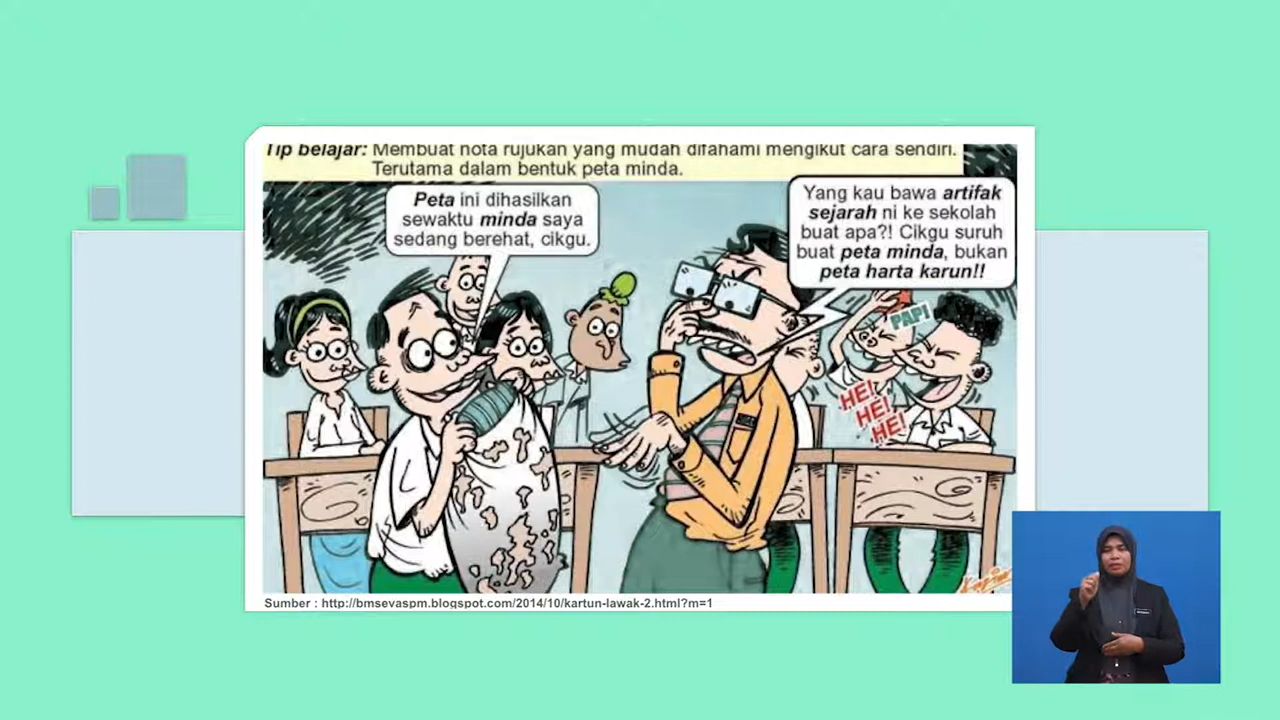 Tip belajar: Membuat nota rujukan yang mudah difahami mengikut cara sendiri.
Terutama dalam bentuk peta minda.
Peta ini dihasilkan
sewaktu minda saya
sedang berehat, cikgu.
Yang kau bawa artifak
sejarah ni ke sekolah
buat apa?! Cikgu suruh
buat peta minda, bukan
peta harta karun!!
PAP!
HE!
HE!
HE!
Sumber : http://bmsevaspm.blogspot.com/2014/10/kartun-lawak-2.html?m=1